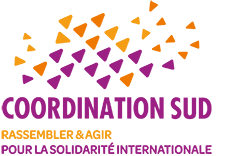 COORDINATION SUD
RASSEMBLER & AGIR
POUR LA SOLIDARITÉ INTERNATIONALE